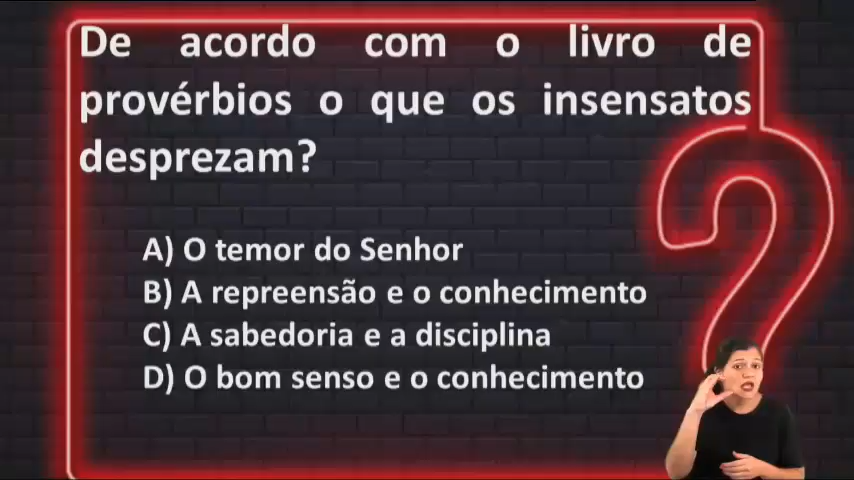 De acordo com o livro de
provérbios o que os insensatos
desprezam?
A) O temor do Senhor
B) A repreensão e o conhecimento
C) A sabedoria e a disciplina
D) O bom senso e o conhecimento